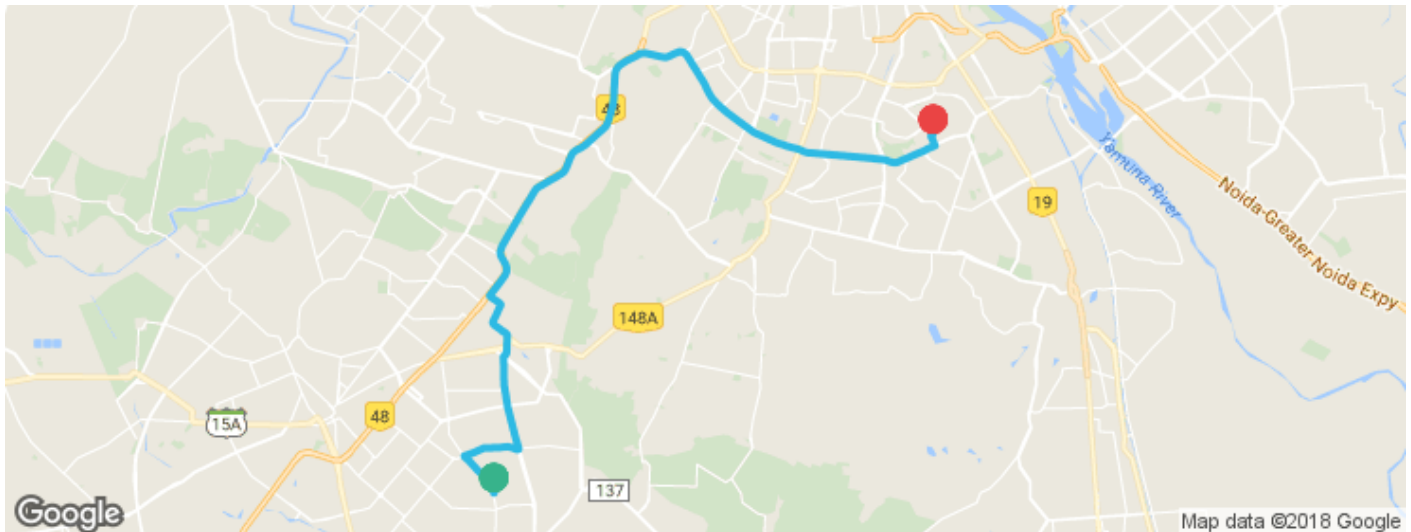 48
19
Yamuna River
Noida-Greater Noida Expy
148A
48
15A
137
Google
Map data ©2018 Google